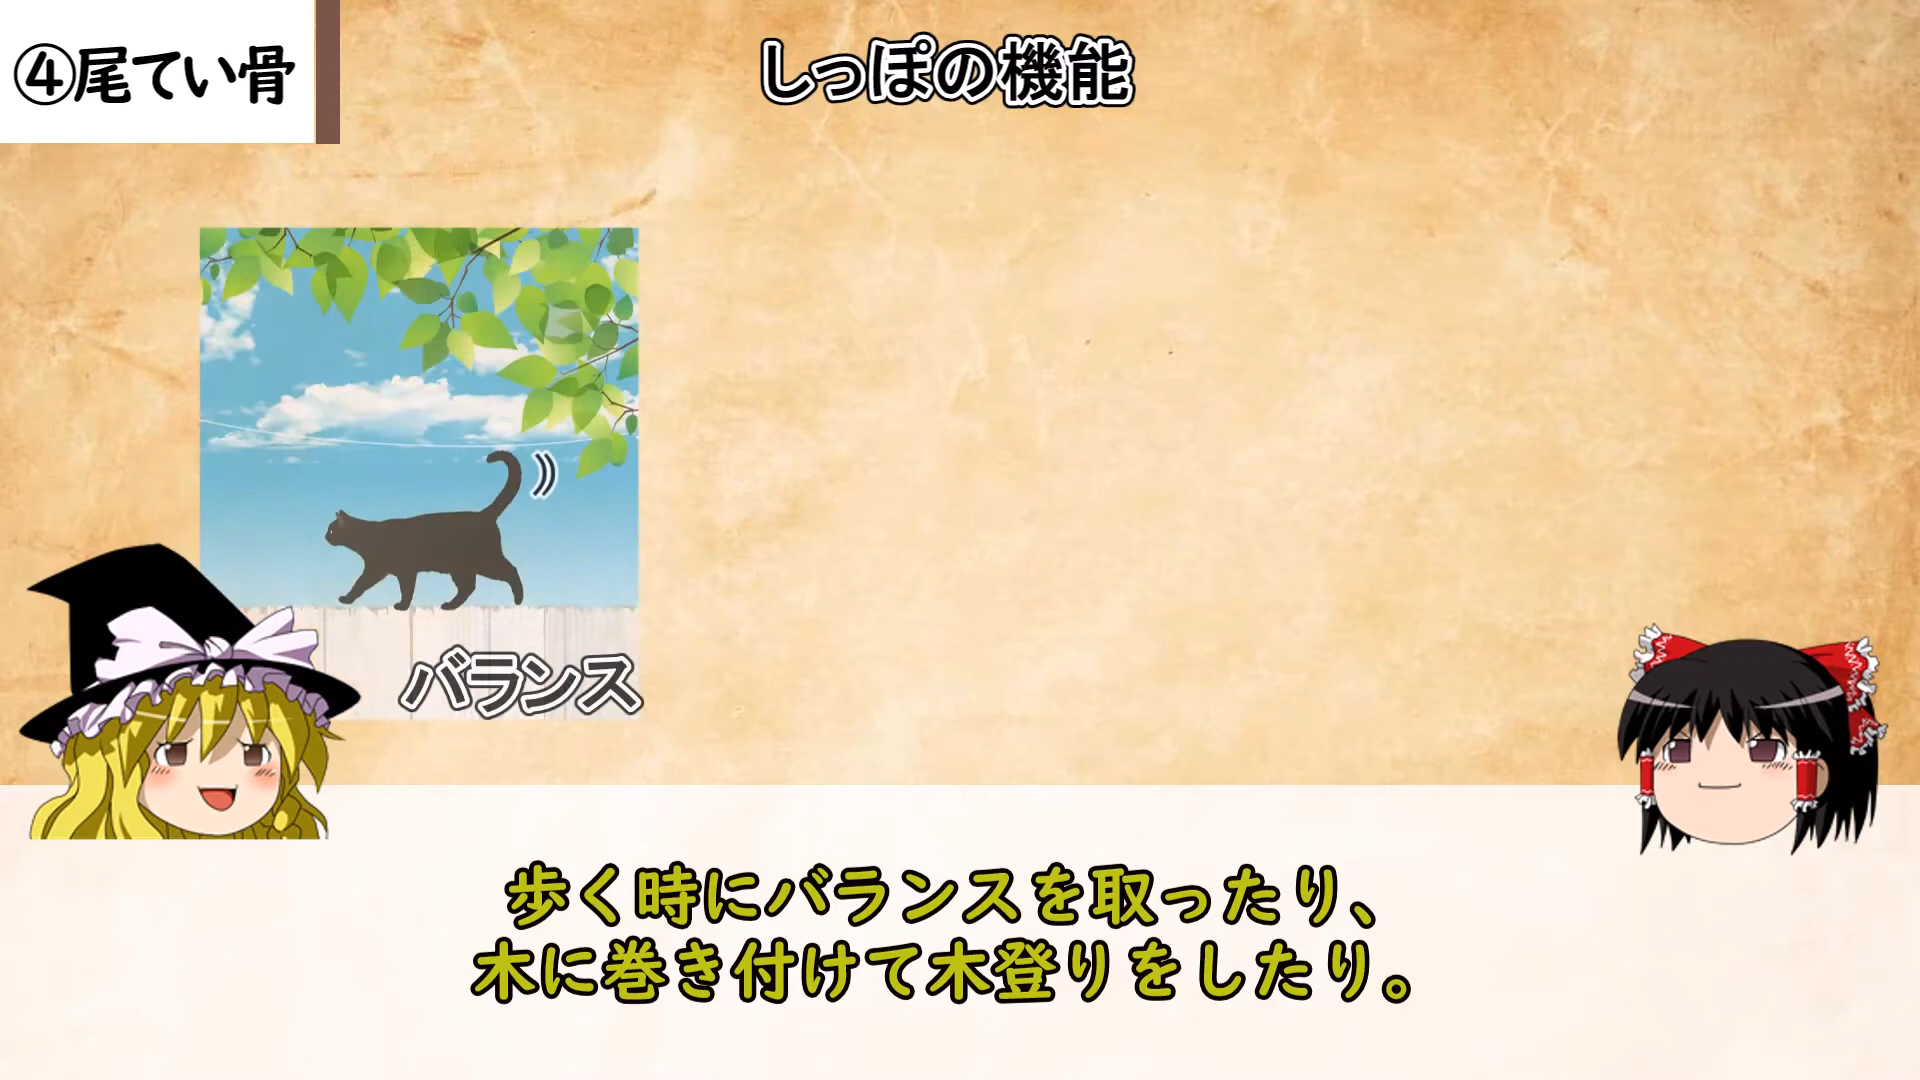 ④尾てい骨
しっぽの機能
バランス
歩く時にバランスを取ったり、
木に巻き付けて木登りをしたり。